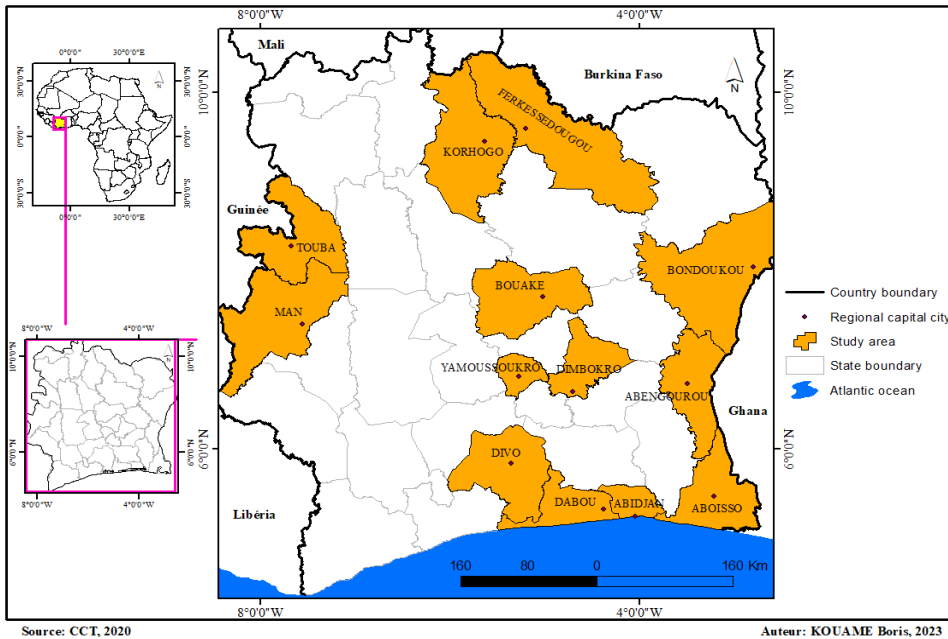 8°0'0"W
4°0'0"W
0°0'0"
30°0'0"E
30°0'0"N
0°0'0"
30°0'0"S
30°0'0"N
0°0'0"
30°0'0"S
0°0'0"
30°0'0"E
N
8°0'0"W
4°0'0"W
10°0'0"N
6°0'0"N
10°0'0"N
6°0'0"N
8°0'0"W
4°0'0"W
N
Mali
Burkina Faso
N
10°0'0"N
10°0'0"N
FERKESSEDOUGOU
KORHOGO
Guinée
TOUBA
BONDOUKOU
BOUAKE
MAN
YAMOUSSOUKRO
DIMBOKRO
ABENGOUROU
Ghana
6°0'0"N
6°0'0"N
DIVO
DABOU
ABIDJAN
ABOISSO
Libéria
160
80
0
160 Km
8°0'0"W
4°0'0"W
Country boundary
Regional capital city
Study area
State boundary
Atlantic ocean
Source: CCT, 2020
Auteur: KOUAME Boris, 2023